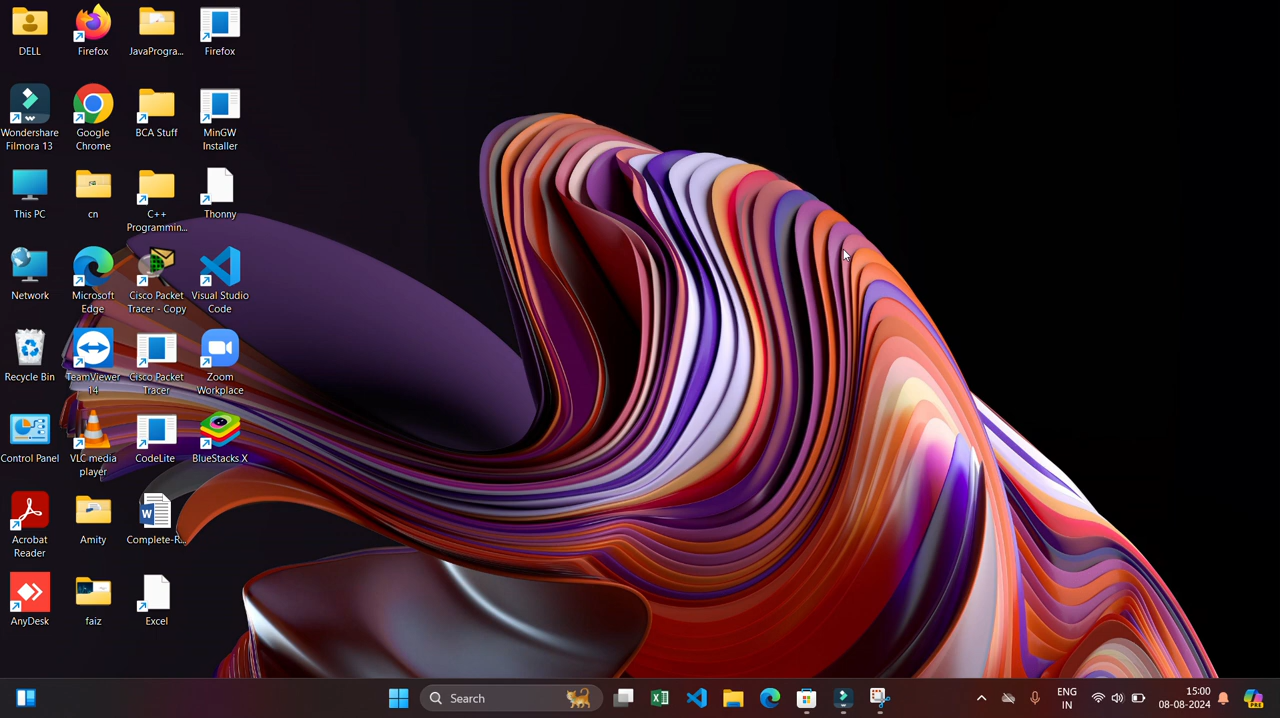 DELL
Firefox
JavaProgra...
Firefox
Wondershare
Filmora 13
Google
Chrome
BCA Stuff
MinGW
Installer
This PC
cn
C++
Programmin...
Thonny
Network
Microsoft
Edge
Cisco Packet
Tracer - Copy
Visual Studio
Code
Recycle Bin
TeamViewer
14
Cisco Packet
Tracer
Zoom
Workplace
Control Panel
VLC media
player
CodeLite
BlueStacks X
Acrobat
Reader
Amity
Complete-R...
AnyDesk
faiz
Excel
Search
ENG
IN
15:00
08-08-2024
PRE